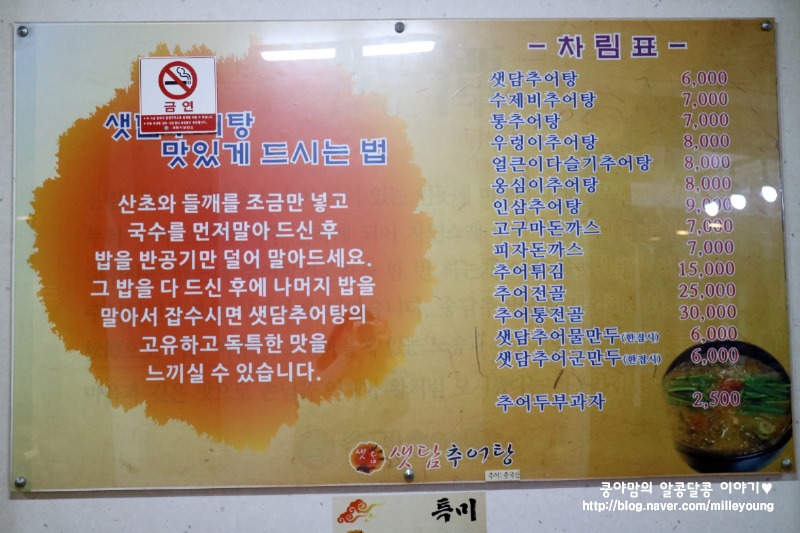 금연
샛담추어탕
맛있게 드시는 법
산초와 들깨를 조금만 넣고
국수를 먼저말아 드신 후
밥을 반공기만 덜어 말아드세요.
그 밥을 다 드신 후에 나머지 밥을
말아서 잡수시면 샛담추어탕의
고유하고 독특한 맛을
느끼실 수 있습니다.
- 차림표 -
샛담추어탕 6,000
수제비추어탕 7,000
통추어탕 7,000
우렁이추어탕 8,000
얼큰이다슬기추어탕 8,000
옹심이추어탕 8,000
인삼추어탕 9,000
고구마돈까스 7,000
피자돈까스 7,000
추어튀김 15,000
추어전골 25,000
추어통전골 30,000
샛담추어물만두(한접시) 6,000
샛담추어군만두(한접시) 6,000
추어두부과자 2,500
샛담 샛담추어탕
추어: 중국산
특미
쿵야맘의 알콩달콩 이야기♥
http://blog.naver.com/milleyoung